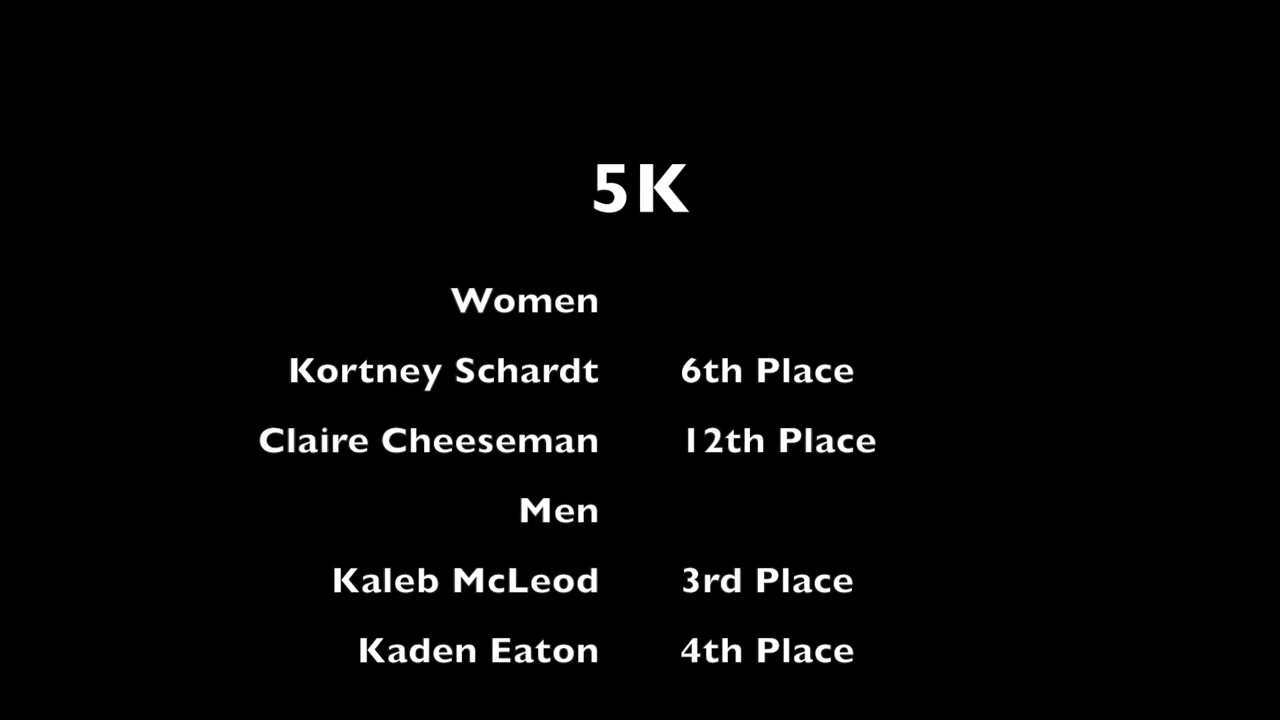 5K
Women
Kortney Schardt 6th Place
Claire Cheeseman 12th Place
Men
Kaleb McLeod 3rd Place
Kaden Eaton 4th Place